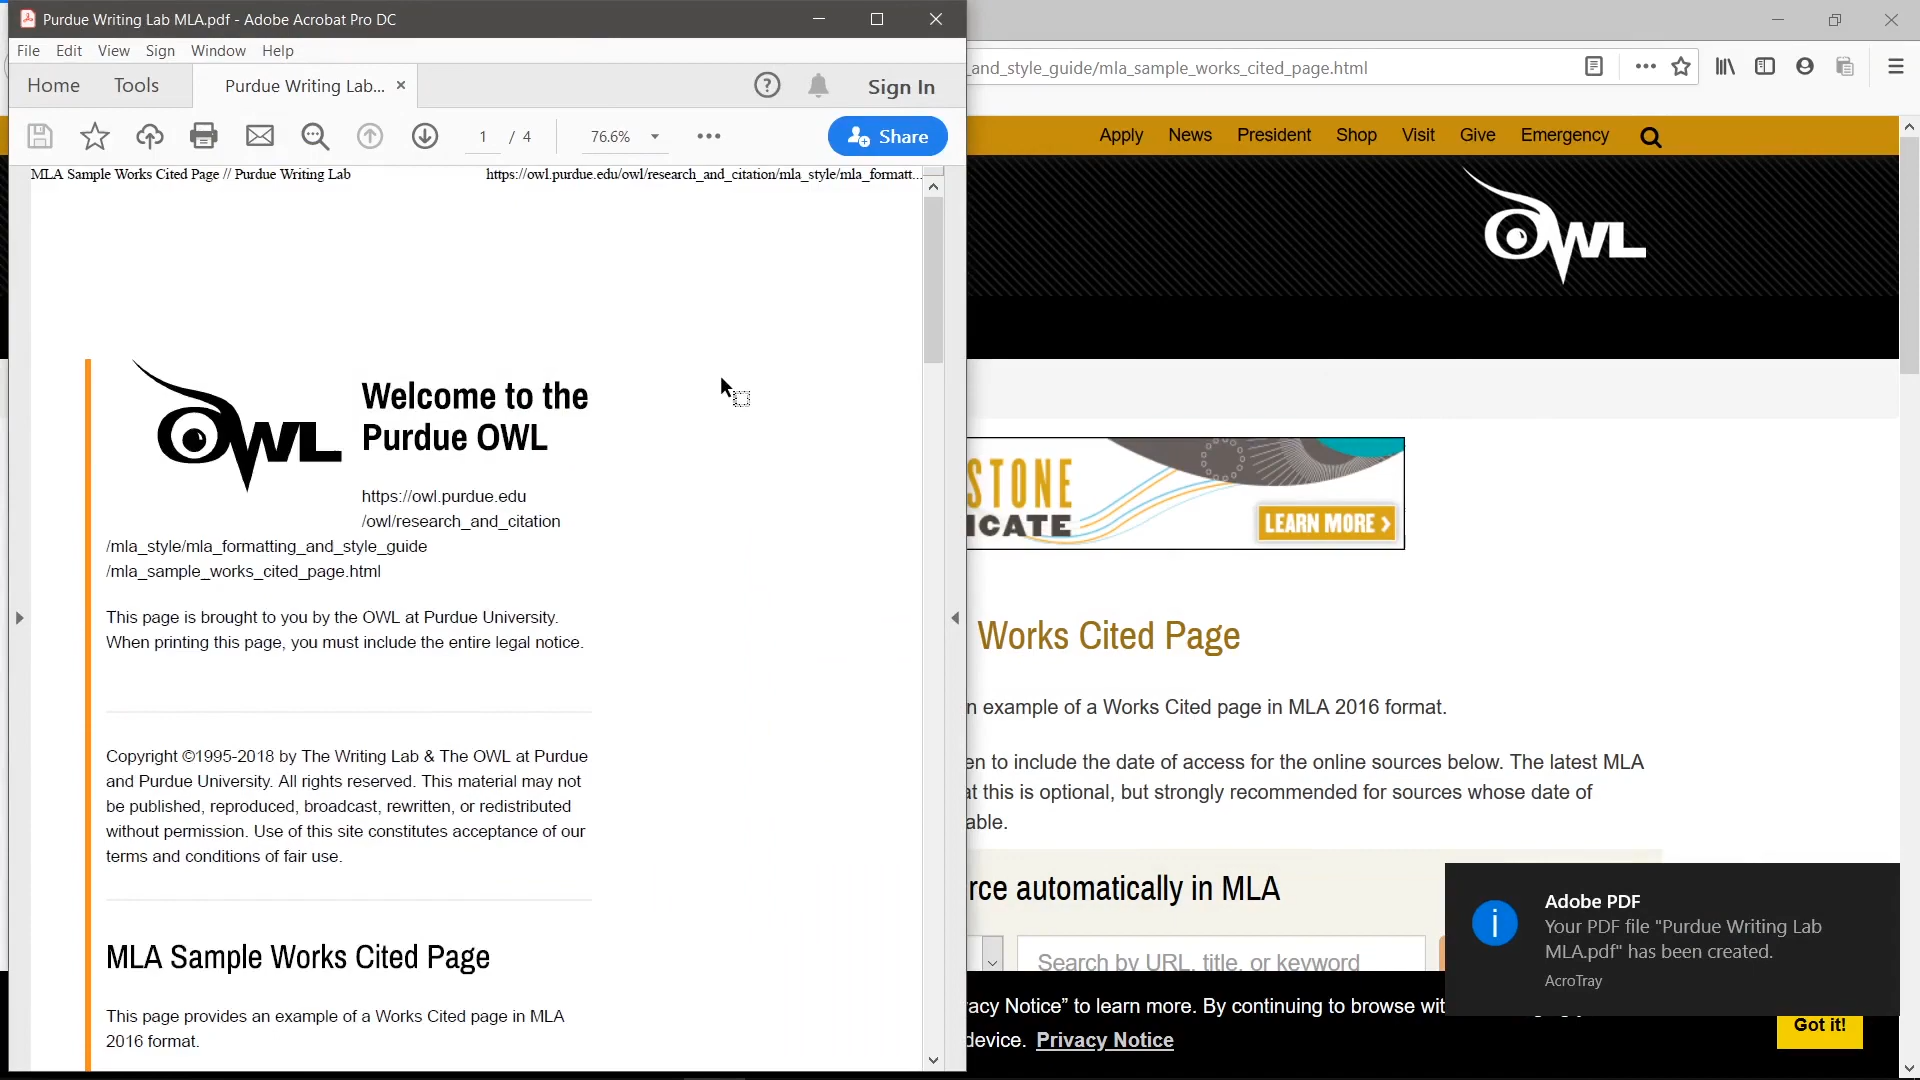 Purdue Writing Lab MLA.pdf - Adobe Acrobat Pro DC
File Edit View Sign Window Help
Home Tools Purdue Writing Lab... × Sign In
1 / 4 76.6% Share
MLA Sample Works Cited Page // Purdue Writing Lab https://owl.purdue.edu/owl/research_and_citation/mla_style/mla_formatt...
OWL
Welcome to the
Purdue OWL
https://owl.purdue.edu
/owl/research_and_citation
/mla_style/mla_formatting_and_style_guide
/mla_sample_works_cited_page.html
This page is brought to you by the OWL at Purdue University.
When printing this page, you must include the entire legal notice.
Copyright ©1995-2018 by The Writing Lab & The OWL at Purdue
and Purdue University. All rights reserved. This material may not
be published, reproduced, broadcast, rewritten, or redistributed
without permission. Use of this site constitutes acceptance of our
terms and conditions of fair use.
MLA Sample Works Cited Page
This page provides an example of a Works Cited page in MLA
2016 format.
_and_style_guide/mla_sample_works_cited_page.html
Apply News President Shop Visit Give Emergency
OWL
STONE
ICATE
LEARN MORE >
Works Cited Page
n example of a Works Cited page in MLA 2016 format.
en to include the date of access for the online sources below. The latest MLA
at this is optional, but strongly recommended for sources whose date of
able.
rce automatically in MLA
Search by URL, title, or keyword
Adobe PDF
Your PDF file "Purdue Writing Lab
MLA.pdf" has been created.
AcroTray
acy Notice” to learn more. By continuing to browse wit
device. Privacy Notice
Got it!